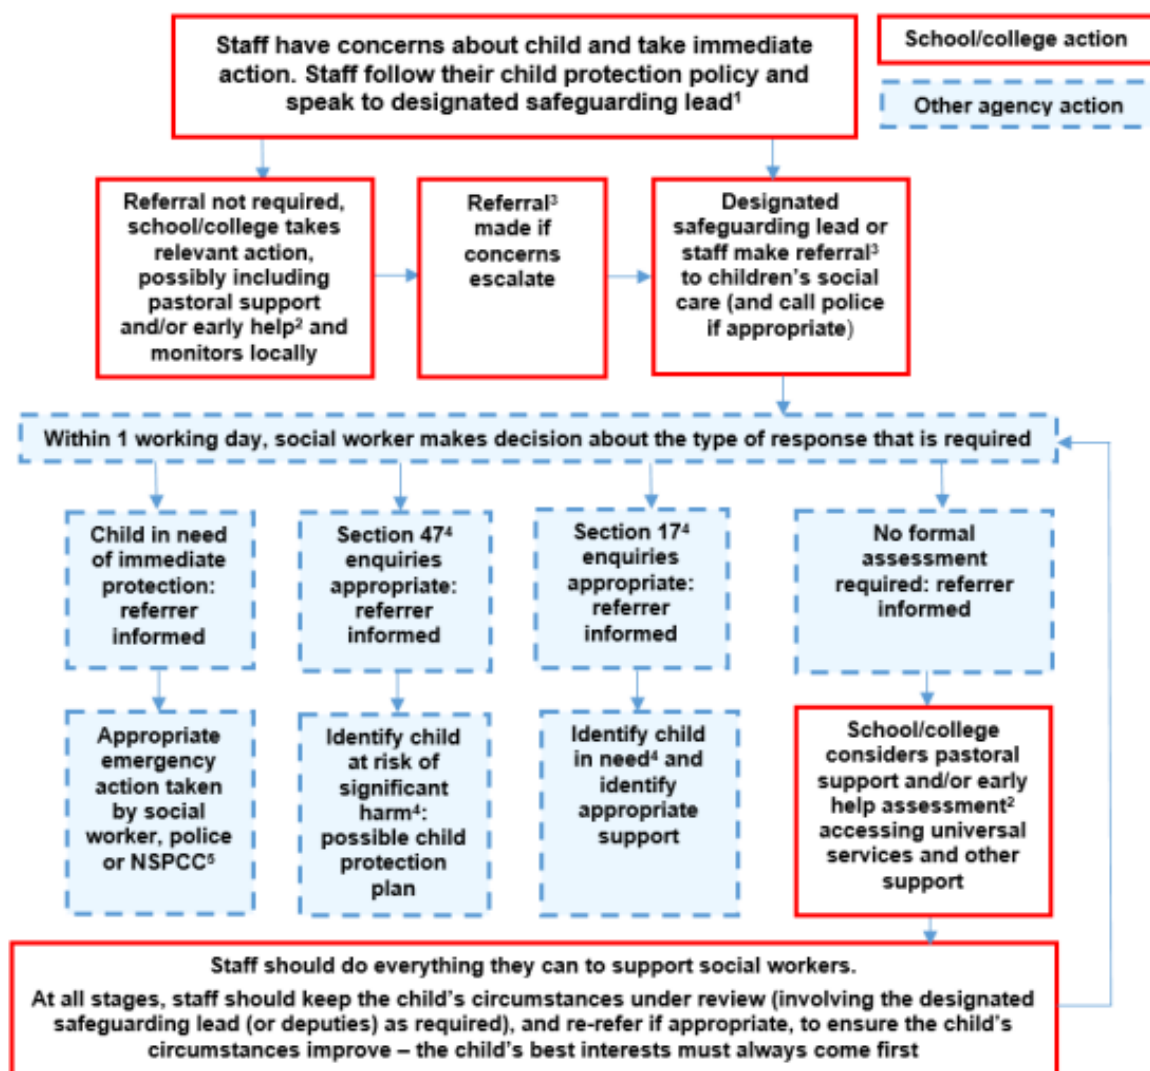 Staff have concerns about child and take immediate
action. Staff follow their child protection policy and
speak to designated safeguarding lead¹
School/college action
Other agency action
Referral not required,
school/college takes
relevant action,
possibly including
pastoral support
and/or early help² and
monitors locally
Referral³
made if
concerns
escalate
Designated
safeguarding lead or
staff make referral³
to children’s social
care (and call police
if appropriate)
Within 1 working day, social worker makes decision about the type of response that is required
Child in need
of immediate
protection:
referrer
informed
Section 47⁴
enquiries
appropriate:
referrer
informed
Section 17⁴
enquiries
appropriate:
referrer
informed
No formal
assessment
required: referrer
informed
Appropriate
emergency
action taken
by social
worker, police
or NSPCC⁵
Identify child
at risk of
significant
harm⁴:
possible child
protection
plan
Identify child
in need⁴ and
identify
appropriate
support
School/college
considers pastoral
support and/or early
help assessment²
accessing universal
services and other
support
Staff should do everything they can to support social workers.
At all stages, staff should keep the child’s circumstances under review (involving the designated
safeguarding lead (or deputies) as required), and re-refer if appropriate, to ensure the child’s
circumstances improve – the child’s best interests must always come first